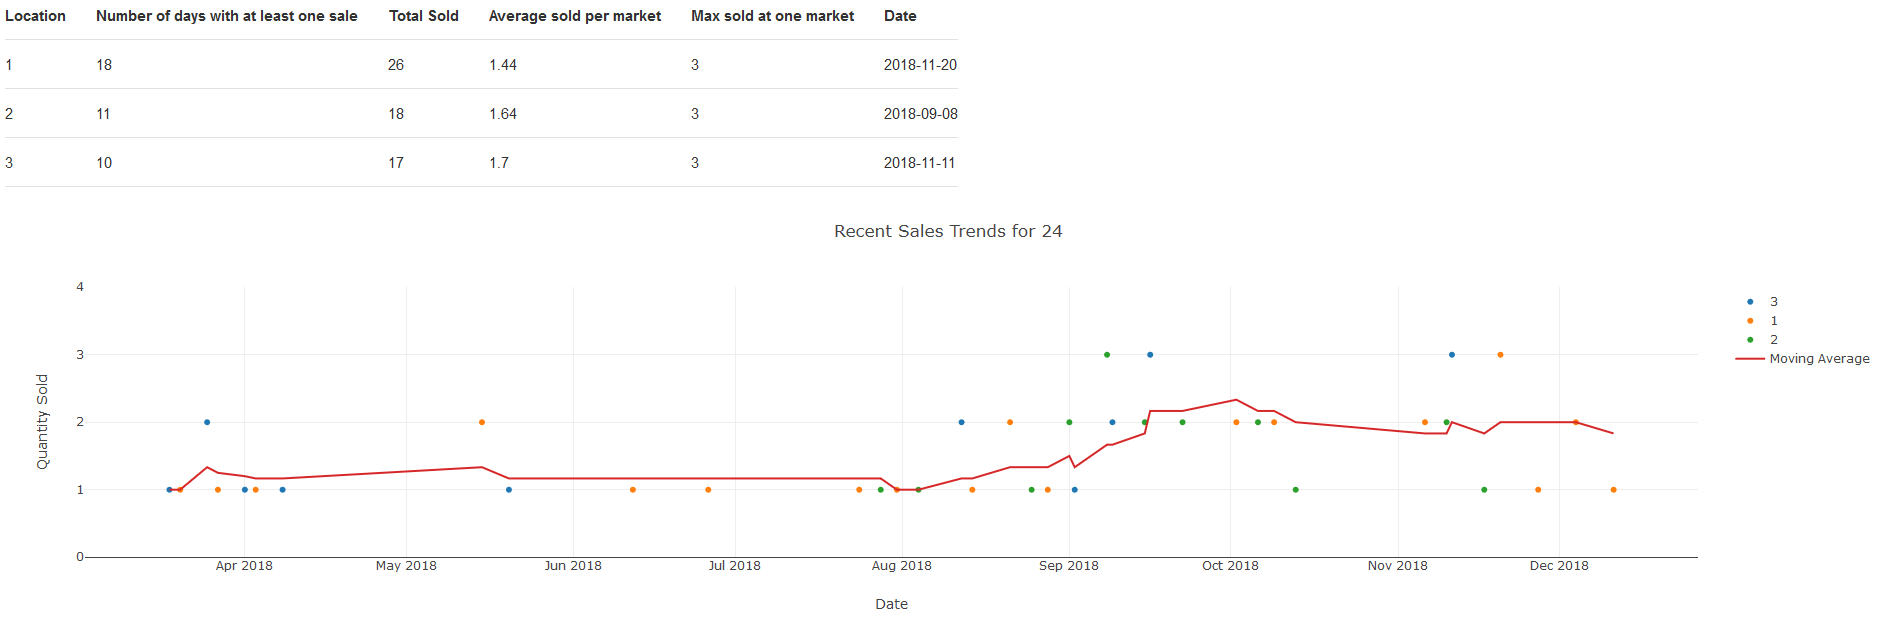 Location Number of days with at least one sale Total Sold Average sold per market Max sold at one market Date
1 18 26 1.44 3 2018-11-20
2 11 18 1.64 3 2018-09-08
3 10 17 1.7 3 2018-11-11
Recent Sales Trends for 24
4
3
2
1
0
Quantity Sold
Apr 2018 May 2018 Jun 2018 Jul 2018 Aug 2018 Sep 2018 Oct 2018 Nov 2018 Dec 2018
Date
3
1
2
Moving Average